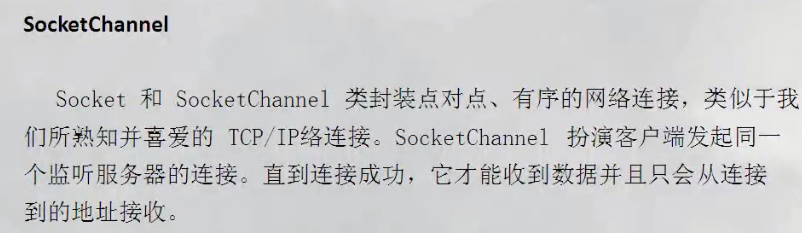 SocketChannel
Socket 和 SocketChannel 类封装点对点、有序的网络连接，类似于我
们所熟知并喜爱的 TCP/IP络连接。SocketChannel 扮演客户端发起同一
个监听服务器的连接。直到连接成功，它才能收到数据并且只会从连接
到的地址接收。